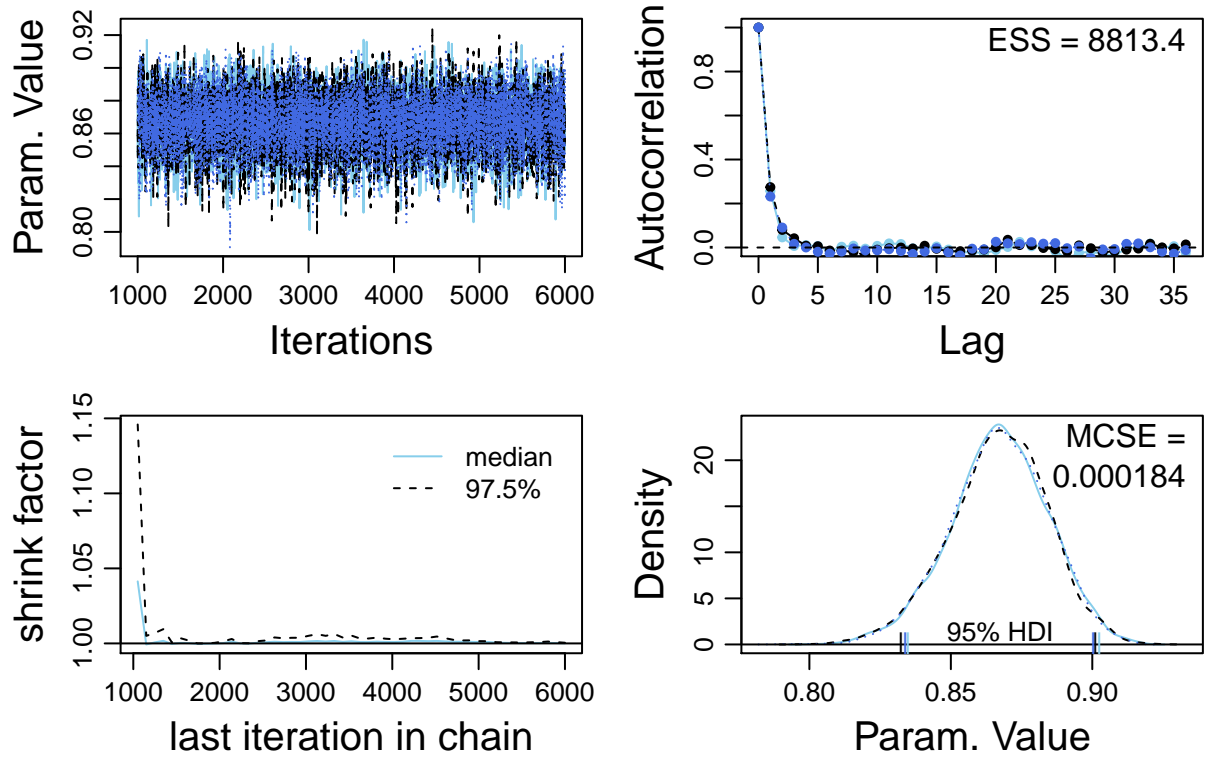 Param. Value
0.80 0.86 0.92
1000 2000 3000 4000 5000 6000
Iterations
Autocorrelation
0.0 0.4 0.8
ESS = 8813.4
0 5 10 15 20 25 30 35
Lag
shrink factor
1.00 1.05 1.10 1.15
median
97.5%
1000 2000 3000 4000 5000 6000
last iteration in chain
Density
0 5 10 20
MCSE =
0.000184
95% HDI
0.80 0.85 0.90
Param. Value